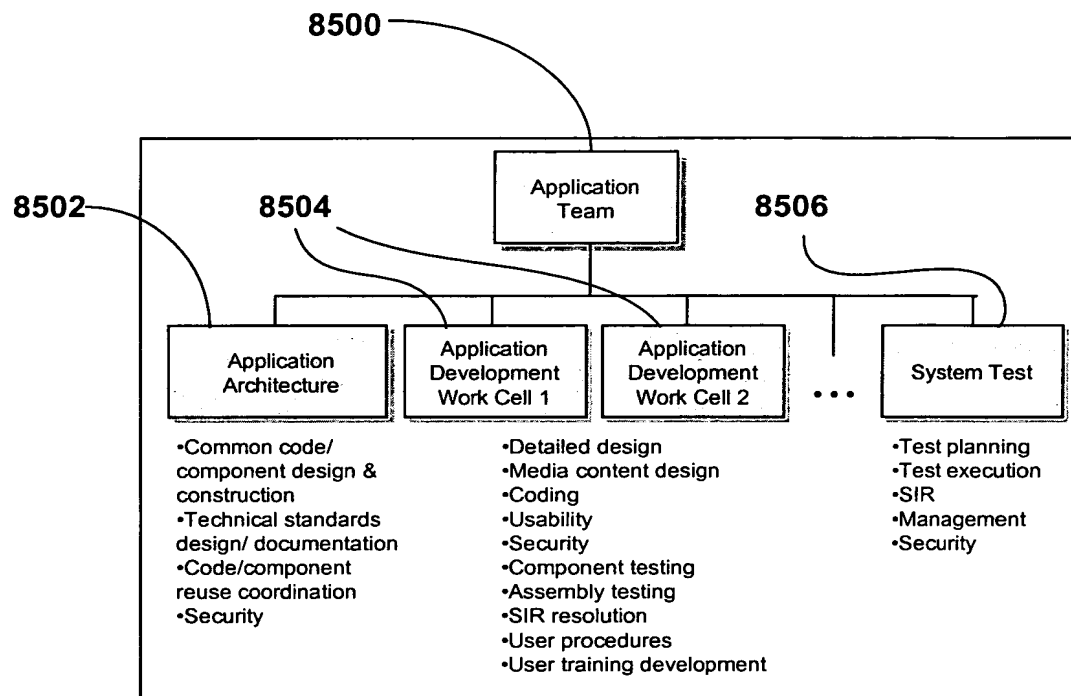 8500
Application
Team
8502
8504
8506
Application
Architecture
Application
Development
Work Cell 1
Application
Development
Work Cell 2
...
System Test
•Common code/
component design &
construction
•Technical standards
design/ documentation
•Code/component
reuse coordination
•Security
•Detailed design
•Media content design
•Coding
•Usability
•Security
•Component testing
•Assembly testing
•SIR resolution
•User procedures
•User training development
•Test planning
•Test execution
•SIR
•Management
•Security